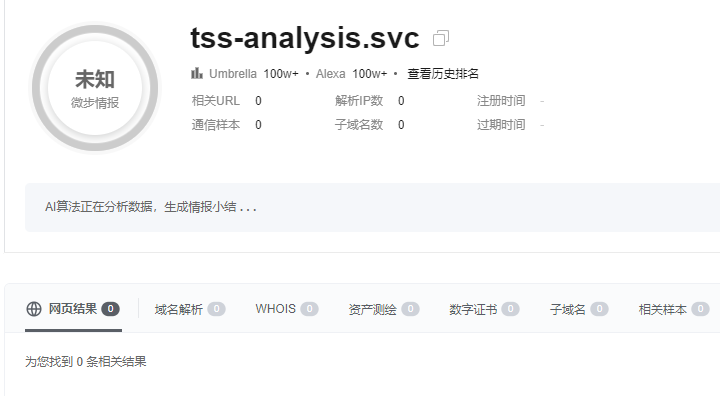 tss-analysis.svc
未知
微步情报
Umbrella 100w+ • Alexa 100w+ • 查看历史排名
相关URL 0 解析IP数 0 注册时间 -
通信样本 0 子域名数 0 过期时间 -
AI算法正在分析数据，生成情报小结 . . .
网页结果 0 域名解析 0 WHOIS 0 资产测绘 0 数字证书 0 子域名 0 相关样本 0
为您找到 0 条相关结果